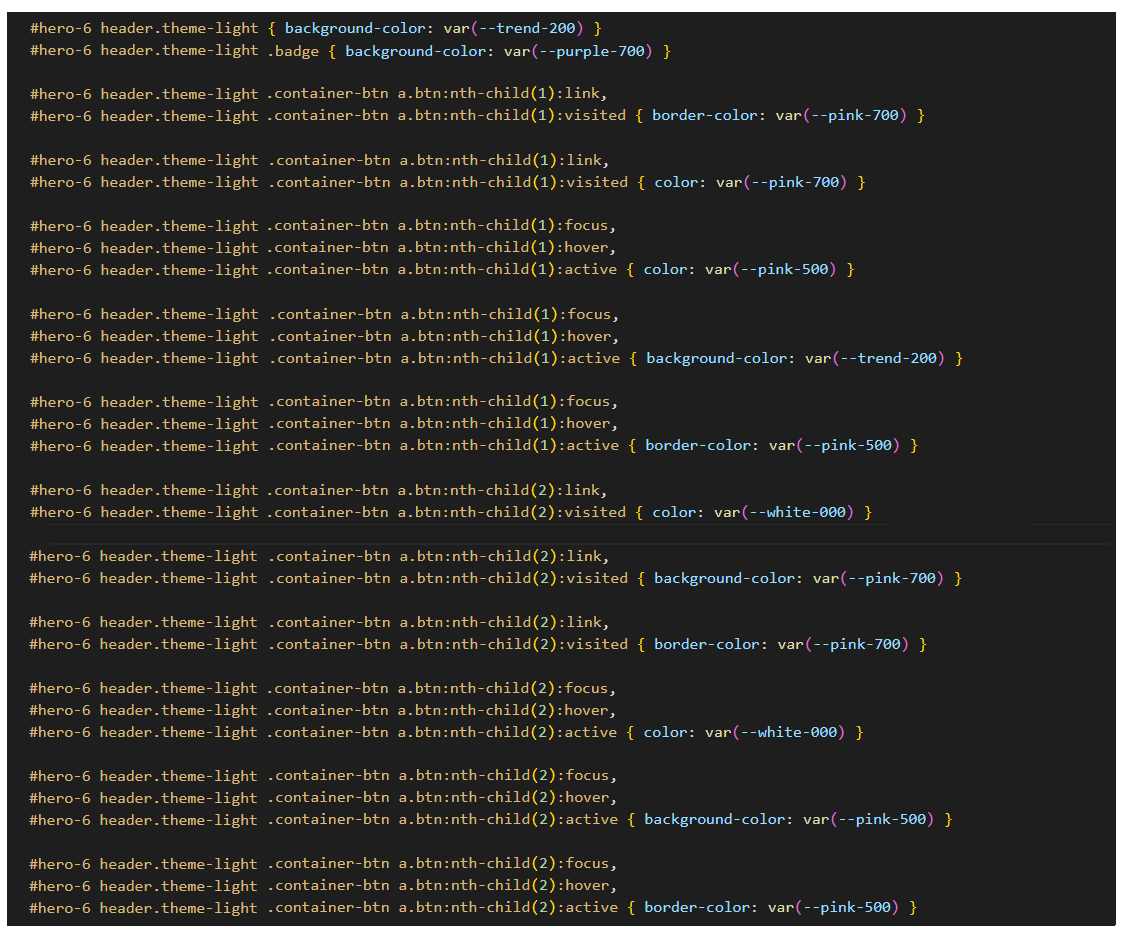 #hero-6 header.theme-light { background-color: var(--trend-200) }
#hero-6 header.theme-light .badge { background-color: var(--purple-700) }
#hero-6 header.theme-light .container-btn a.btn:nth-child(1):link,
#hero-6 header.theme-light .container-btn a.btn:nth-child(1):visited { border-color: var(--pink-700) }
#hero-6 header.theme-light .container-btn a.btn:nth-child(1):link,
#hero-6 header.theme-light .container-btn a.btn:nth-child(1):visited { color: var(--pink-700) }
#hero-6 header.theme-light .container-btn a.btn:nth-child(1):focus,
#hero-6 header.theme-light .container-btn a.btn:nth-child(1):hover,
#hero-6 header.theme-light .container-btn a.btn:nth-child(1):active { color: var(--pink-500) }
#hero-6 header.theme-light .container-btn a.btn:nth-child(1):focus,
#hero-6 header.theme-light .container-btn a.btn:nth-child(1):hover,
#hero-6 header.theme-light .container-btn a.btn:nth-child(1):active { background-color: var(--trend-200) }
#hero-6 header.theme-light .container-btn a.btn:nth-child(1):focus,
#hero-6 header.theme-light .container-btn a.btn:nth-child(1):hover,
#hero-6 header.theme-light .container-btn a.btn:nth-child(1):active { border-color: var(--pink-500) }
#hero-6 header.theme-light .container-btn a.btn:nth-child(2):link,
#hero-6 header.theme-light .container-btn a.btn:nth-child(2):visited { color: var(--white-000) }
#hero-6 header.theme-light .container-btn a.btn:nth-child(2):link,
#hero-6 header.theme-light .container-btn a.btn:nth-child(2):visited { background-color: var(--pink-700) }
#hero-6 header.theme-light .container-btn a.btn:nth-child(2):link,
#hero-6 header.theme-light .container-btn a.btn:nth-child(2):visited { border-color: var(--pink-700) }
#hero-6 header.theme-light .container-btn a.btn:nth-child(2):focus,
#hero-6 header.theme-light .container-btn a.btn:nth-child(2):hover,
#hero-6 header.theme-light .container-btn a.btn:nth-child(2):active { color: var(--white-000) }
#hero-6 header.theme-light .container-btn a.btn:nth-child(2):focus,
#hero-6 header.theme-light .container-btn a.btn:nth-child(2):hover,
#hero-6 header.theme-light .container-btn a.btn:nth-child(2):active { background-color: var(--pink-500) }
#hero-6 header.theme-light .container-btn a.btn:nth-child(2):focus,
#hero-6 header.theme-light .container-btn a.btn:nth-child(2):hover,
#hero-6 header.theme-light .container-btn a.btn:nth-child(2):active { border-color: var(--pink-500) }